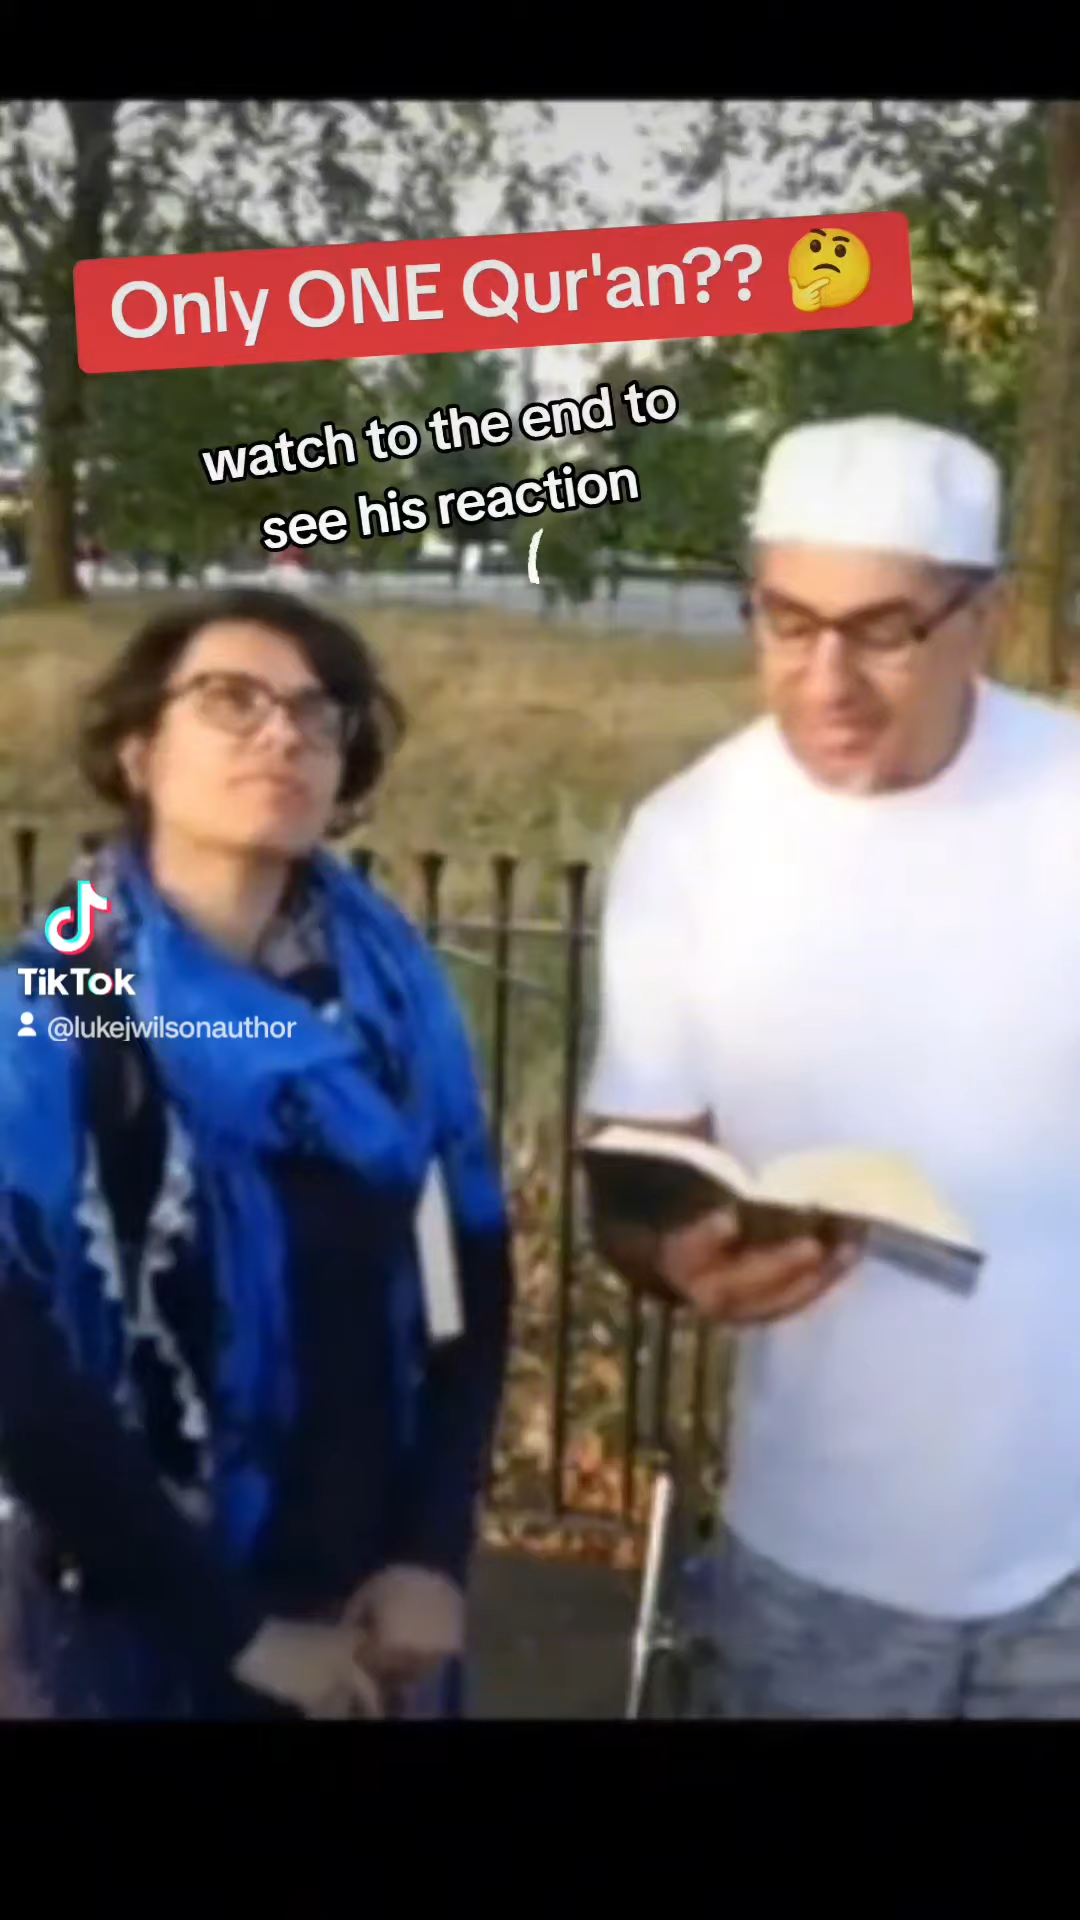 Only ONE Qur'an?? 🤔
watch to the end to
see his reaction
TikTok
@lukejwilsonauthor